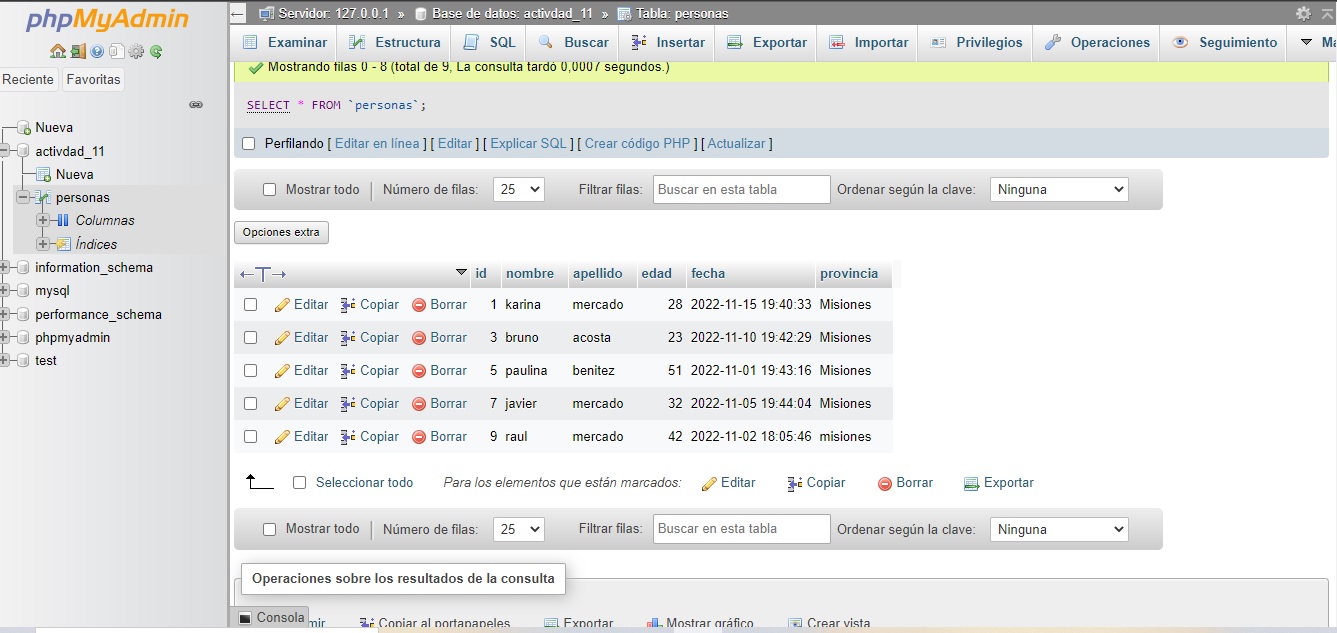 phpMyAdmin
Reciente Favoritas
Nueva
activdad_11
Nueva
personas
Columnas
Índices
information_schema
mysql
performance_schema
phpmyadmin
test
Servidor: 127.0.0.1 » Base de datos: activdad_11 » Tabla: personas
Examinar Estructura SQL Buscar Insertar Exportar Importar Privilegios Operaciones Seguimiento
Mostrando filas 0 - 8 (total de 9, La consulta tardó 0,0007 segundos.)
SELECT * FROM `personas`;
Perfilando [ Editar en línea ] [ Editar ] [ Explicar SQL ] [ Crear código PHP ] [ Actualizar ]
Mostrar todo Número de filas: 25 Filtrar filas: Buscar en esta tabla Ordenar según la clave: Ninguna
Opciones extra
←T→ id nombre apellido edad fecha provincia
Editar Copiar Borrar 1 karina mercado 28 2022-11-15 19:40:33 Misiones
Editar Copiar Borrar 3 bruno acosta 23 2022-11-10 19:42:29 Misiones
Editar Copiar Borrar 5 paulina benitez 51 2022-11-01 19:43:16 Misiones
Editar Copiar Borrar 7 javier mercado 32 2022-11-05 19:44:04 Misiones
Editar Copiar Borrar 9 raul mercado 42 2022-11-02 18:05:46 misiones
Seleccionar todo Para los elementos que están marcados: Editar Copiar Borrar Exportar
Mostrar todo Número de filas: 25 Filtrar filas: Buscar en esta tabla Ordenar según la clave: Ninguna
Operaciones sobre los resultados de la consulta
Consola Copiar al portapapeles Exportar Mostrar gráfico Crear vista